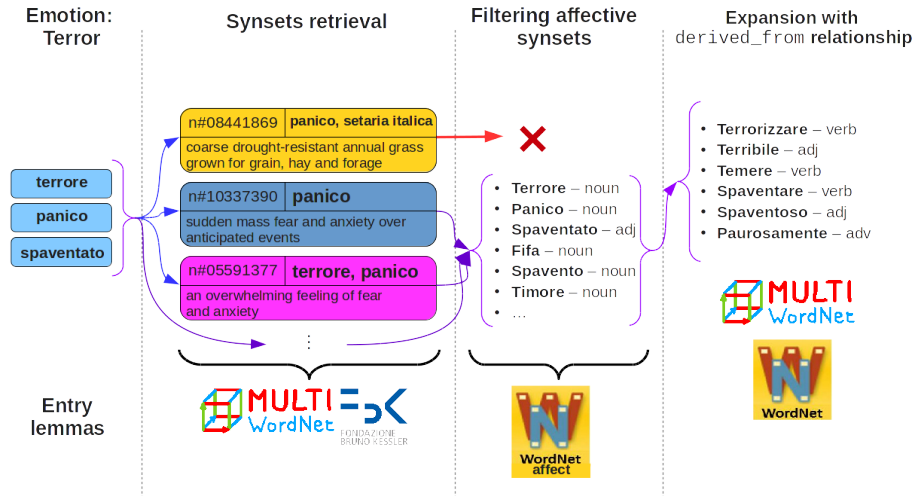 Emotion:
Terror
Synsets retrieval
Filtering affective
synsets
Expansion with
derived_from relationship
terrore
panico
spaventato
n#08441869
panico, setaria italica
coarse drought-resistant annual grass
grown for grain, hay and forage
n#10337390
panico
sudden mass fear and anxiety over
anticipated events
n#05591377
terrore, panico
an overwhelming feeling of fear
and anxiety
⋮
• Terrore – noun
• Panico – noun
• Spaventato – adj
• Fifa – noun
• Spavento – noun
• Timore – noun
• …
• Terrorizzare – verb
• Terribile – adj
• Temere – verb
• Spaventare – verb
• Spaventoso – adj
• Paurosamente – adv
Entry
lemmas
MULTI
WordNet
FBK
FONDAZIONE
BRUNO KESSLER
W
N
WordNet
affect
MULTI
WordNet
W
N
WordNet